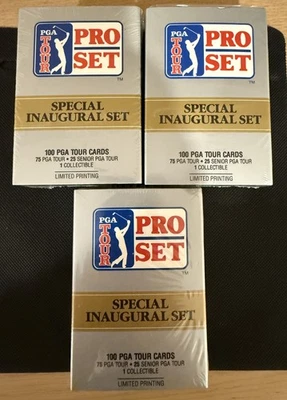 PGA TOUR
PRO SET
TM
SPECIAL
INAUGURAL SET
100 PGA TOUR CARDS
75 PGA TOUR • 25 SENIOR PGA TOUR
1 COLLECTIBLE
LIMITED PRINTING
PGA TOUR
PRO SET
TM
SPECIAL
INAUGURAL SET
100 PGA TOUR CARDS
75 PGA TOUR • 25 SENIOR PGA TOUR
1 COLLECTIBLE
LIMITED PRINTING
PGA TOUR
PRO SET
TM
SPECIAL
INAUGURAL SET
100 PGA TOUR CARDS
75 PGA TOUR • 25 SENIOR PGA TOUR
1 COLLECTIBLE
LIMITED PRINTING